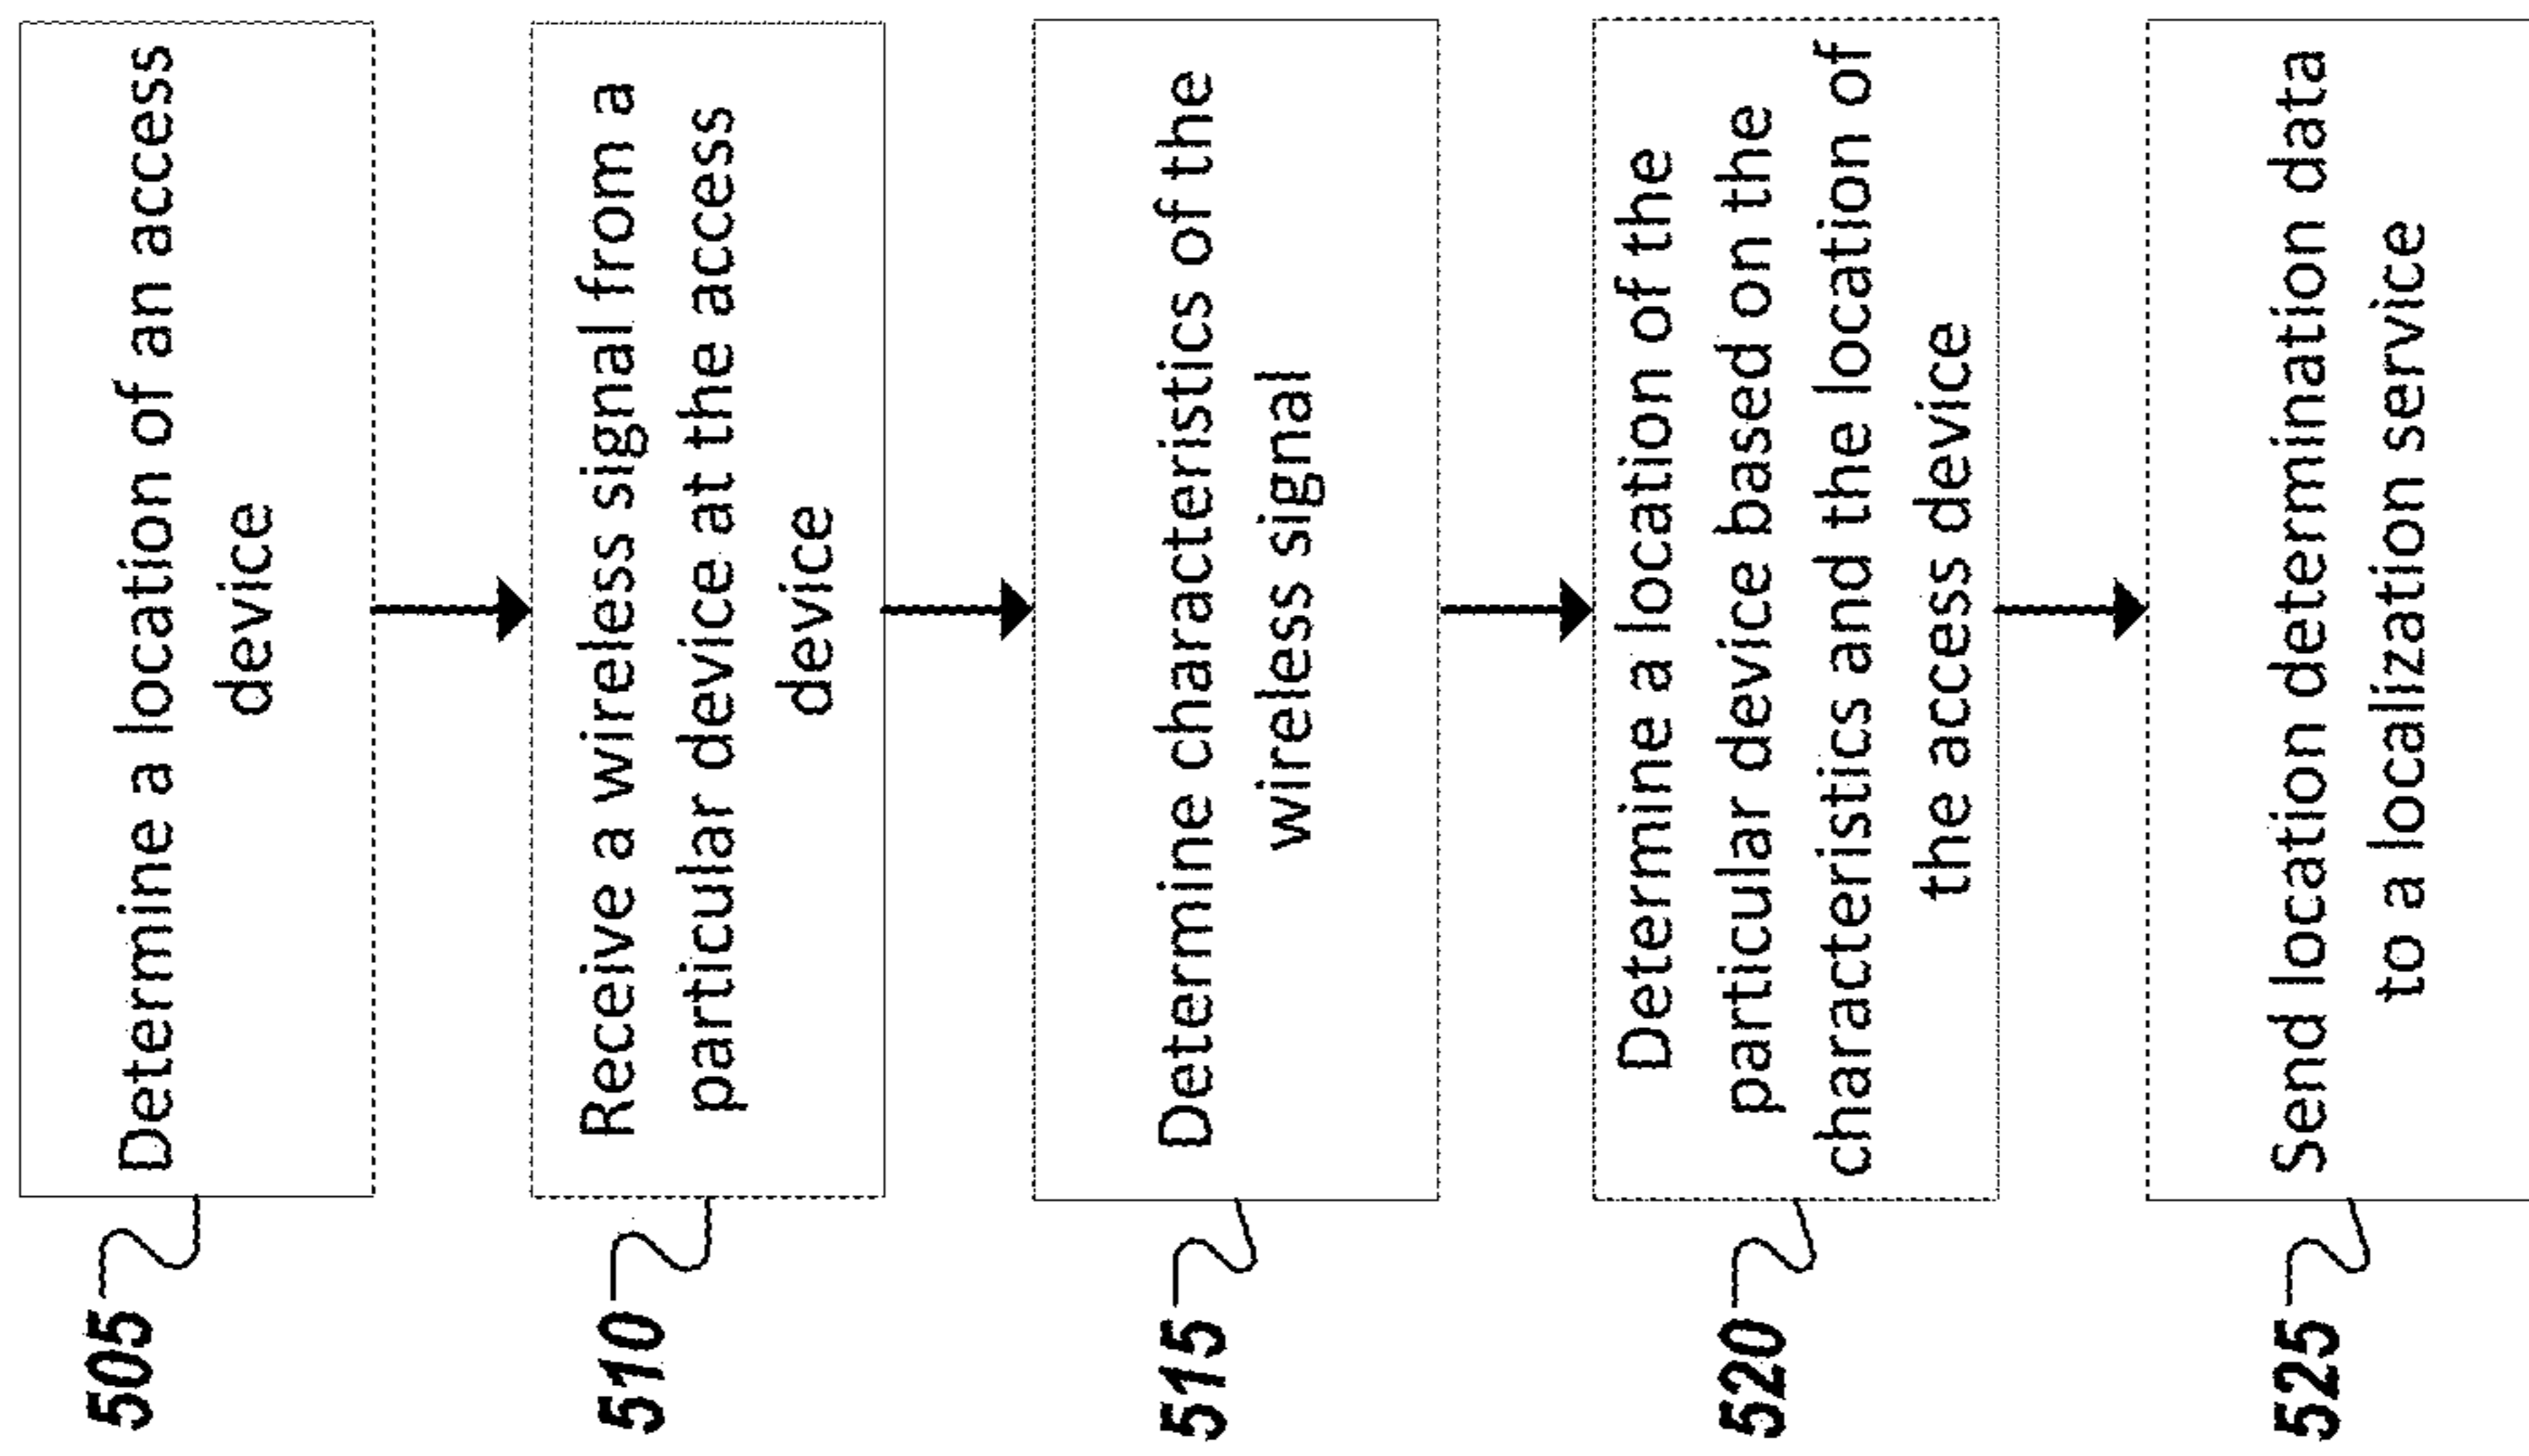 505
Determine a location of an access
device
510
Receive a wireless signal from a
particular device at the access
device
515
Determine characteristics of the
wireless signal
520
Determine a location of the
particular device based on the
characteristics and the location of
the access device
525
Send location determination data
to a localization service